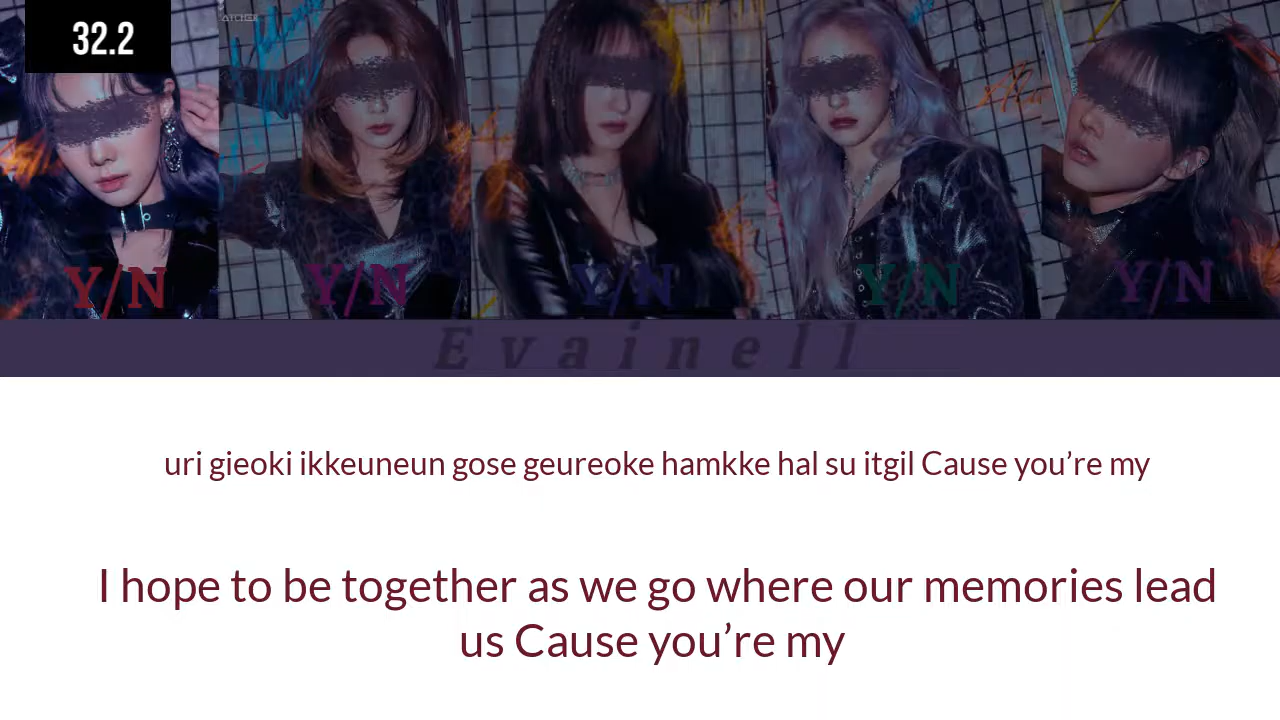 32.2
Y/N Y/N Y/N Y/N Y/N
Evainell
uri gieoki ikkeuneun gose geureoke hamkke hal su itgil Cause you’re my
I hope to be together as we go where our memories lead
us Cause you’re my